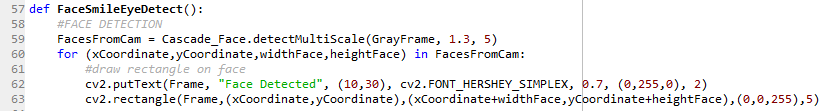 57 def FaceSmileEyeDetect():
58 #FACE DETECTION
59 FacesFromCam = Cascade_Face.detectMultiScale(GrayFrame, 1.3, 5)
60 for (xCoordinate,yCoordinate,widthFace,heightFace) in FacesFromCam:
61 #draw rectangle on face
62 cv2.putText(Frame, "Face Detected", (10,30), cv2.FONT_HERSHEY_SIMPLEX, 0.7, (0,255,0), 2)
63 cv2.rectangle(Frame,(xCoordinate,yCoordinate),(xCoordinate+widthFace,yCoordinate+heightFace),(0,0,255),5)